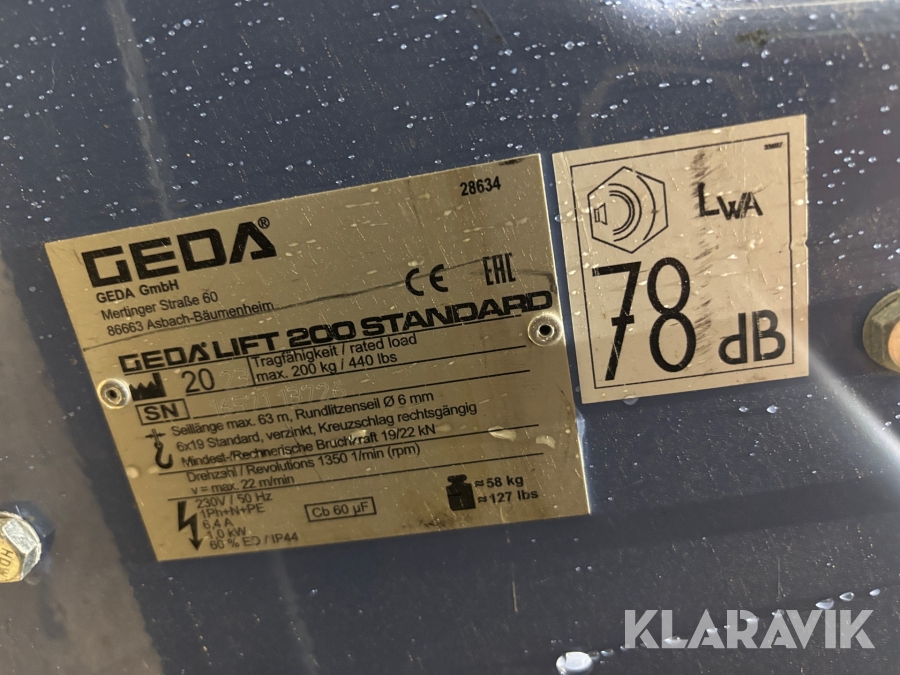 28634
GEDA®
GEDA GmbH
Mertinger Straße 60
86663 Asbach-Bäumenheim
CE EAC
GEDA® LIFT 200 STANDARD
20
Tragfähigkeit / rated load
max. 200 kg / 440 lbs
SN
Seillänge max. 63 m, Rundlitzenseil Ø 6 mm
6x19 Standard, verzinkt, Kreuzschlag rechtsgängig
Mindest-/Rechnerische Bruchkraft 19/22 kN
Drehzahl / Revolutions 1350 1/min (rpm)
v = max. 22 m/min
230V / 50 Hz
1Ph+N+PE
6,4 A
1,0 kW
60 % ED / IP44
Cb 60 µF
≈ 58 kg
≈ 127 lbs
LWA
78 dB
KLARAVIK